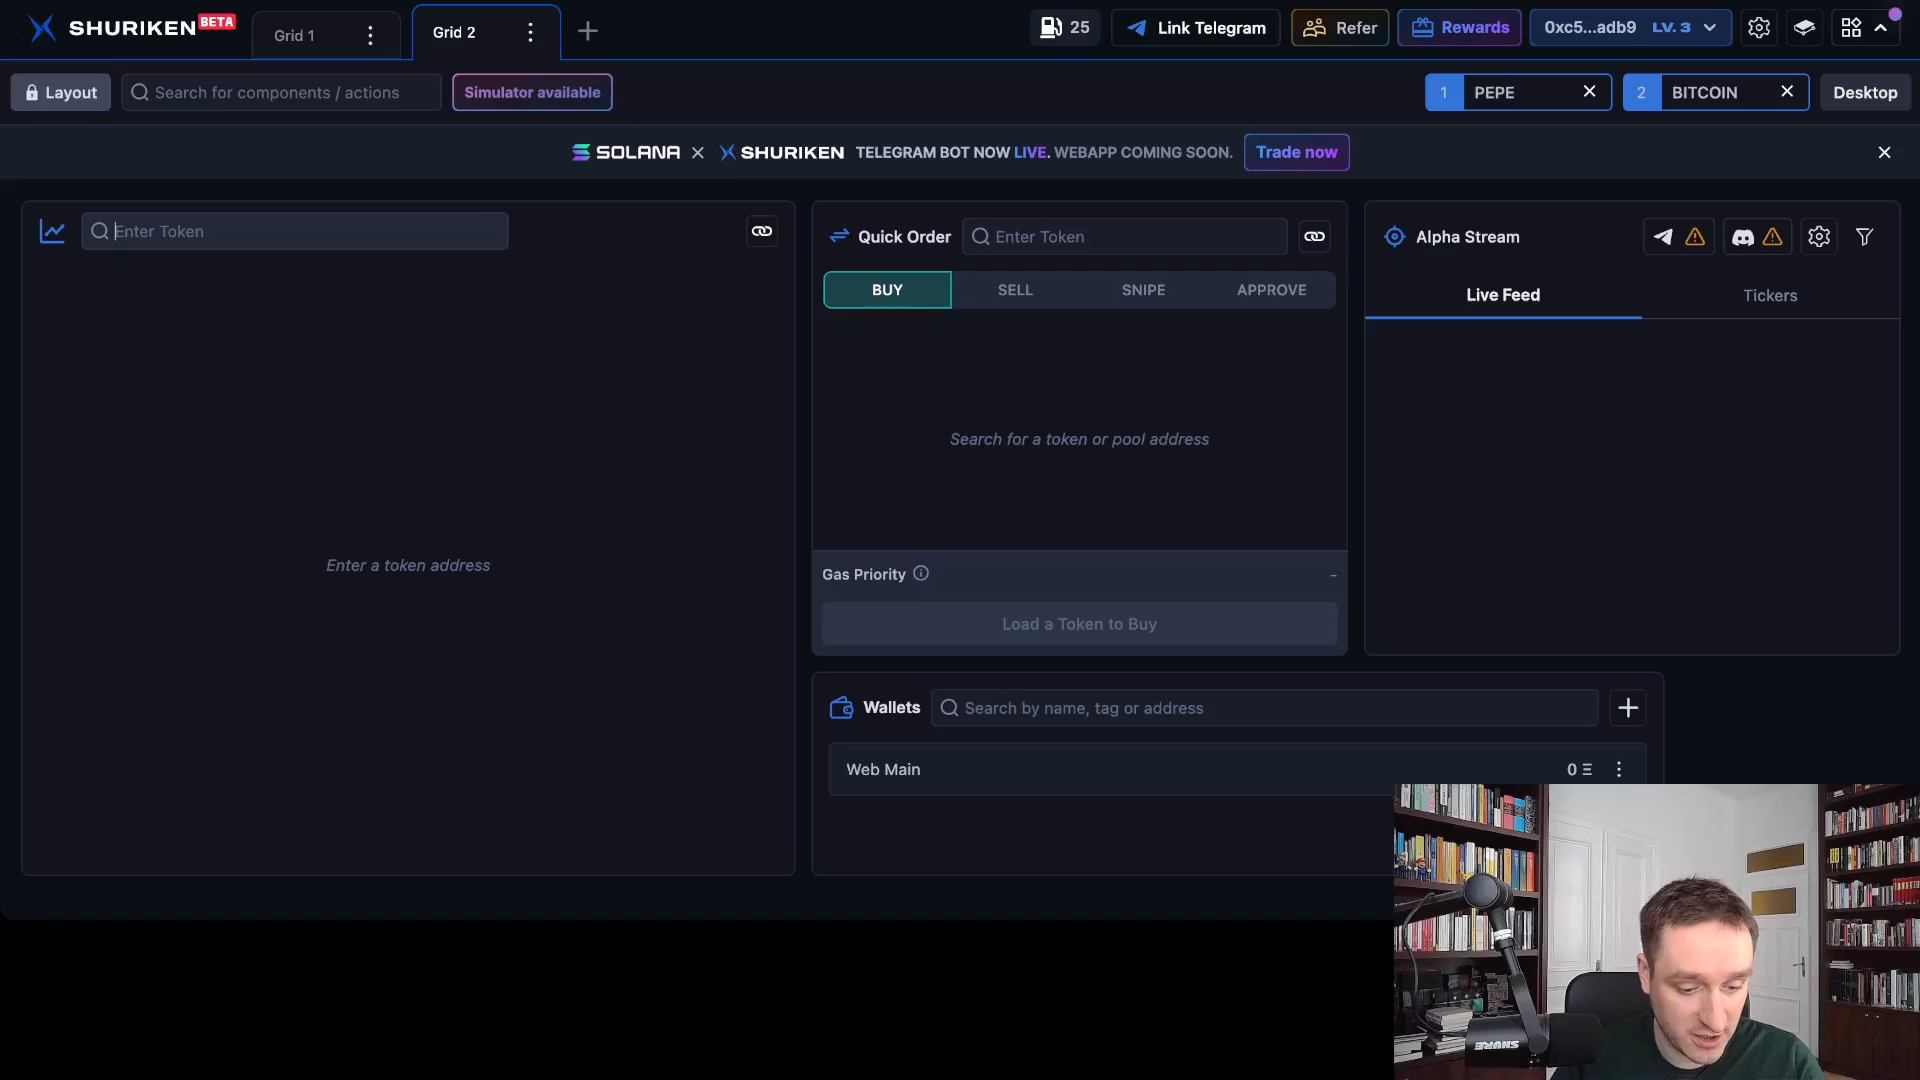 SHURIKEN BETA
Grid 1
Grid 2
25
Link Telegram
Refer
Rewards
0xc5...adb9 LV. 3
Layout
Search for components / actions
Simulator available
1 PEPE
2 BITCOIN
Desktop
SOLANA X SHURIKEN TELEGRAM BOT NOW LIVE. WEBAPP COMING SOON.
Trade now
Enter Token
Enter a token address
Quick Order
Enter Token
BUY
SELL
SNIPE
APPROVE
Search for a token or pool address
Gas Priority
-
Load a Token to Buy
Alpha Stream
Live Feed
Tickers
Wallets
Search by name, tag or address
Web Main
0 Ξ
SHURE